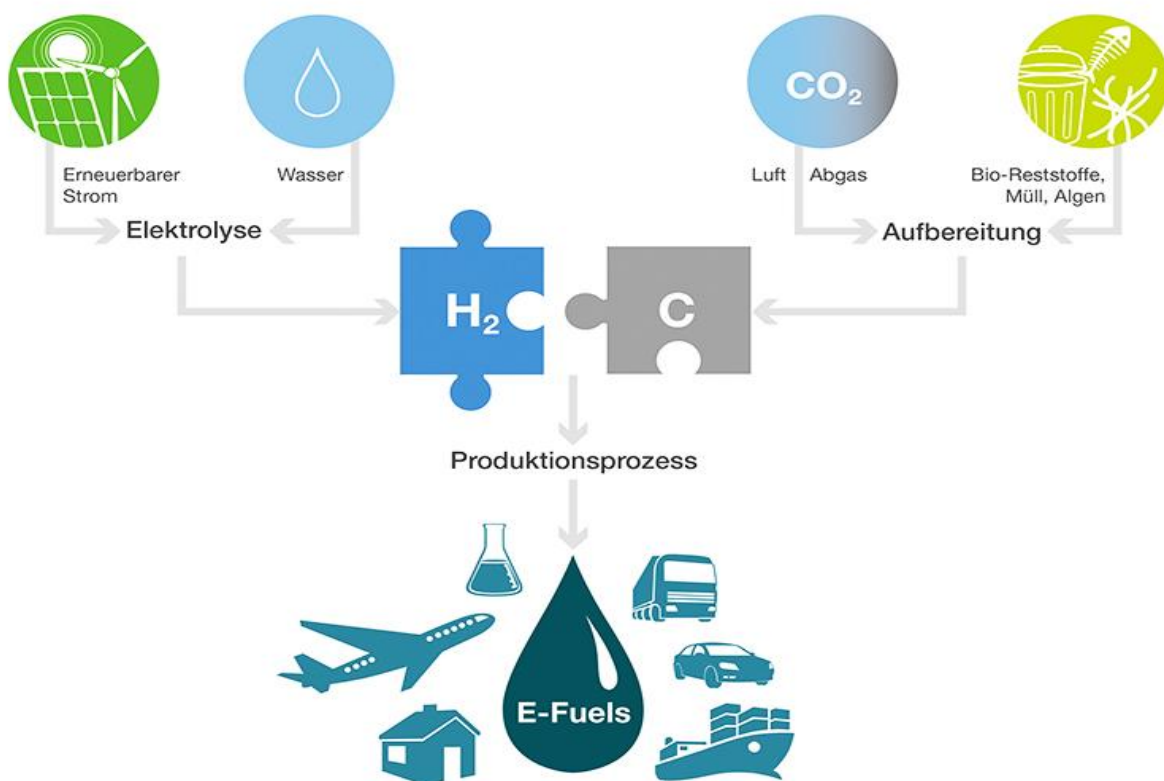 CO₂
Erneuerbarer
Strom
Wasser
Luft
Abgas
Bio-Reststoffe,
Müll, Algen
Elektrolyse
Aufbereitung
H₂
C
Produktionsprozess
E-Fuels